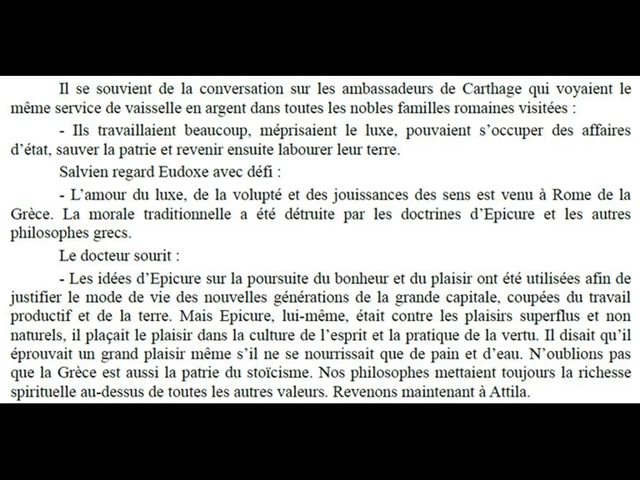 Il se souvient de la conversation sur les ambassadeurs de Carthage qui voyaient le
même service de vaisselle en argent dans toutes les nobles familles romaines visitées :
- Ils travaillaient beaucoup, méprisaient le luxe, pouvaient s’occuper des affaires
d’état, sauver la patrie et revenir ensuite labourer leur terre.
Salvien regard Eudoxe avec défi :
- L’amour du luxe, de la volupté et des jouissances des sens est venu à Rome de la
Grèce. La morale traditionnelle a été détruite par les doctrines d’Epicure et les autres
philosophes grecs.
Le docteur sourit :
- Les idées d’Epicure sur la poursuite du bonheur et du plaisir ont été utilisées afin de
justifier le mode de vie des nouvelles générations de la grande capitale, coupées du travail
productif et de la terre. Mais Epicure, lui-même, était contre les plaisirs superflus et non
naturels, il plaçait le plaisir dans la culture de l’esprit et la pratique de la vertu. Il disait qu’il
éprouvait un grand plaisir même s’il ne se nourrissait que de pain et d’eau. N’oublions pas
que la Grèce est aussi la patrie du stoïcisme. Nos philosophes mettaient toujours la richesse
spirituelle au-dessus de toutes les autres valeurs. Revenons maintenant à Attila.